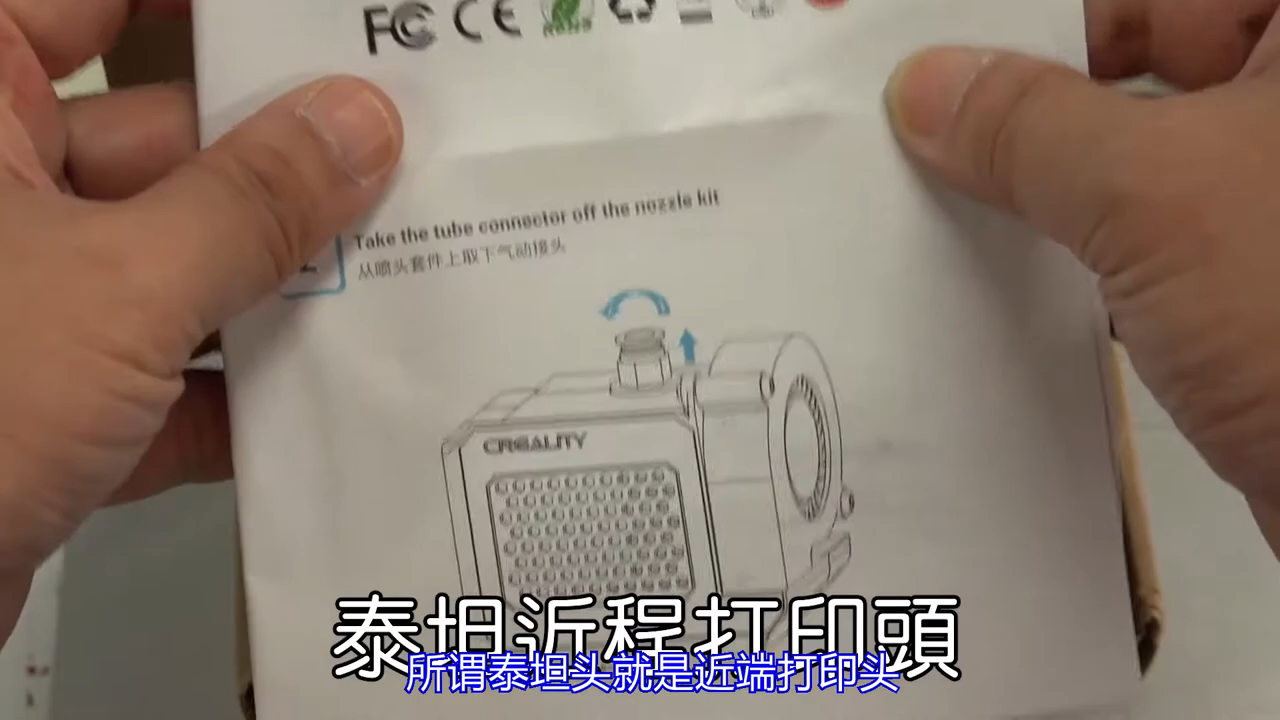 FC CE
RoHS
Take the tube connector off the nozzle kit
从喷头套件上取下气动接头
CREALITY
泰坦近程打印頭
所谓泰坦头就是近端打印头